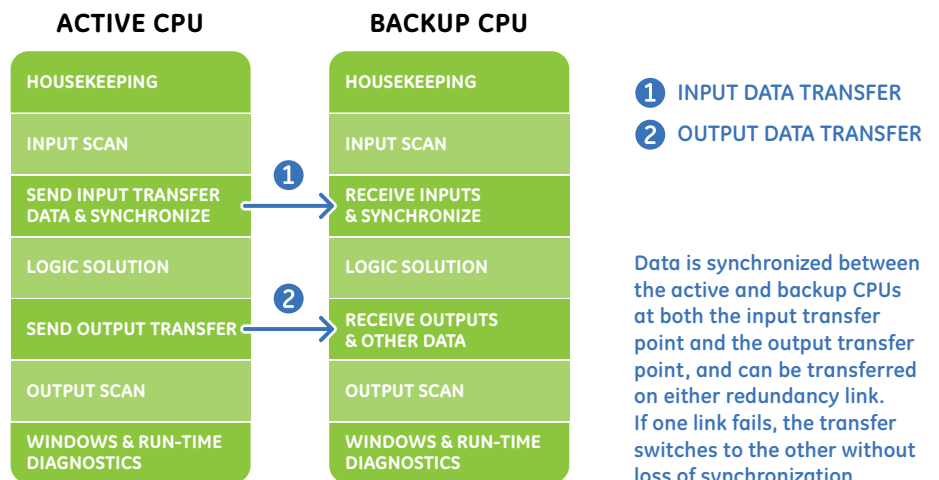 ACTIVE CPU
HOUSEKEEPING
INPUT SCAN
SEND INPUT TRANSFER
DATA & SYNCHRONIZE
LOGIC SOLUTION
SEND OUTPUT TRANSFER
OUTPUT SCAN
WINDOWS & RUN-TIME
DIAGNOSTICS
1
2
BACKUP CPU
HOUSEKEEPING
INPUT SCAN
RECEIVE INPUTS
& SYNCHRONIZE
LOGIC SOLUTION
RECEIVE OUTPUTS
& OTHER DATA
OUTPUT SCAN
WINDOWS & RUN-TIME
DIAGNOSTICS
1 INPUT DATA TRANSFER
2 OUTPUT DATA TRANSFER
Data is synchronized between
the active and backup CPUs
at both the input transfer
point and the output transfer
point, and can be transferred
on either redundancy link.
If one link fails, the transfer
switches to the other without
loss of synchronization